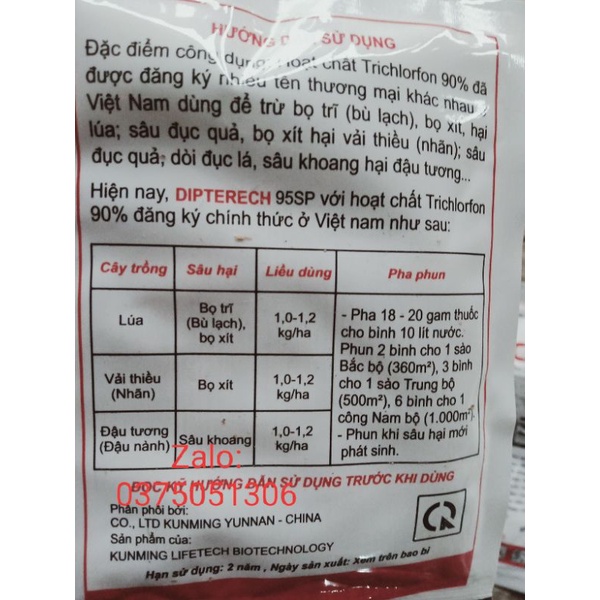 HƯỚNG DẪN SỬ DỤNG
Đặc điểm công dụng: Hoạt chất Trichlorfon 90% đã
được đăng ký nhiều tên thương mại khác nhau ở
Việt Nam dùng để trừ bọ trĩ (bù lạch), bọ xít, hại
lúa; sâu đục quả, bọ xít hại vải thiều (nhãn); sâu
đục quả; dòi đục lá, sâu khoang hại đậu tương...
Hiện nay, DIPTERECH 95SP với hoạt chất Trichlorfon
90% đăng ký chính thức ở Việt nam như sau:
Cây trồng Sâu hại Liều dùng Pha phun
Lúa
Bọ trĩ
(Bù lạch),
bọ xít
1,0-1,2
kg/ha
Vải thiều
(Nhãn)
Bọ xít
1,0-1,2
kg/ha
Đậu tương
(Đậu nành)
Sâu khoang
1,0-1,2
kg/ha
- Pha 18 - 20 gam thuốc
cho bình 10 lít nước.
Phun 2 bình cho 1 sào
Bắc bộ (360m²), 3 bình
cho 1 sào Trung bộ
(500m²), 6 bình cho 1
công Nam bộ (1.000m²).
- Phun khi sâu hại mới
phát sinh.
Zalo:
0375051306
ĐỌC KỸ HƯỚNG DẪN SỬ DỤNG TRƯỚC KHI DÙNG
Phân phối bởi:
CO., LTD KUNMING YUNNAN - CHINA
Sản phẩm của:
KUNMING LIFETECH BIOTECHNOLOGY
Hạn sử dụng: 2 năm , Ngày sản xuất: Xem trên bao bì